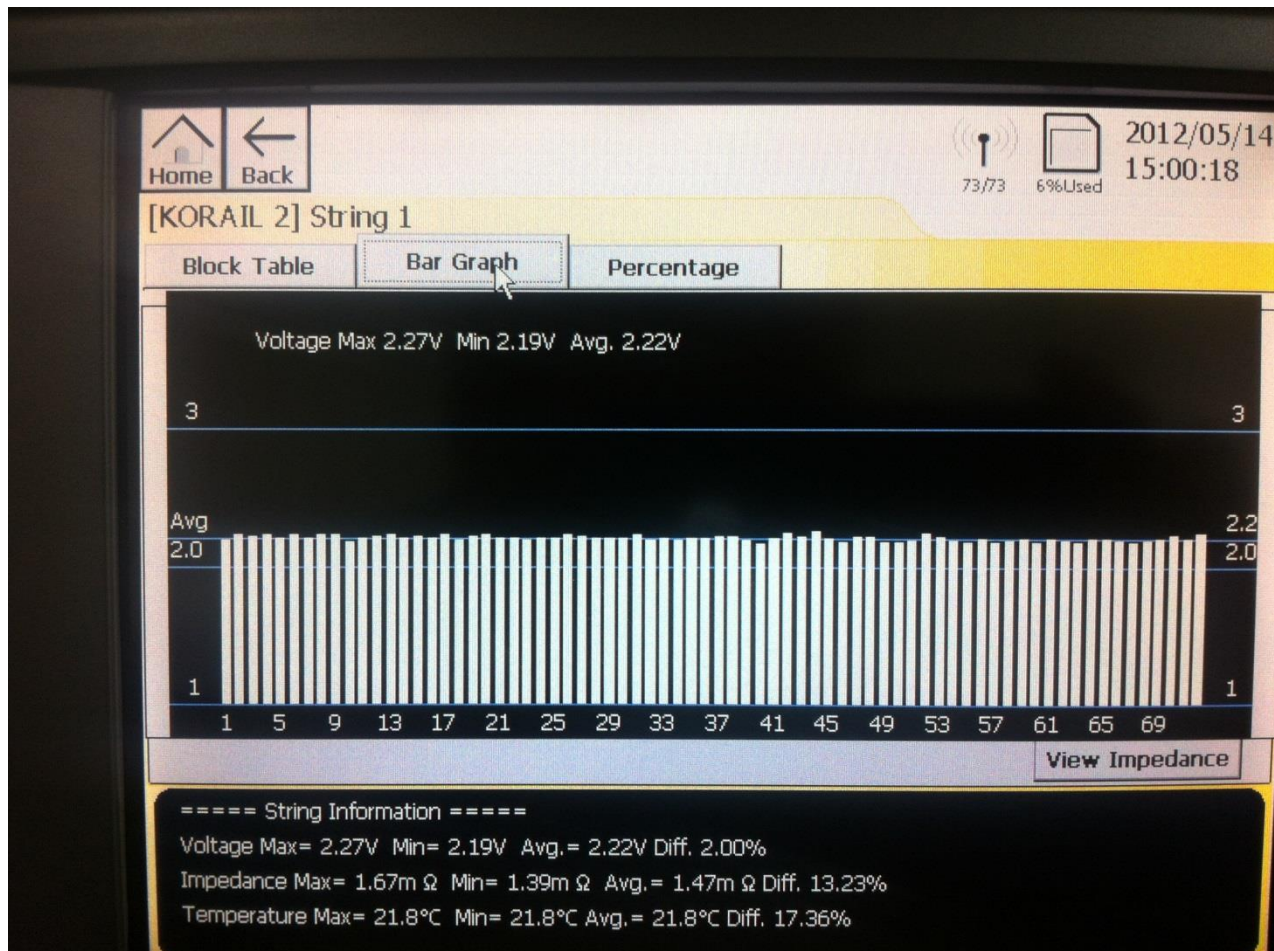 Home Back
73/73 6%Used
2012/05/14
15:00:18
[KORAIL 2] String 1
Block Table Bar Graph Percentage
Voltage Max 2.27V Min 2.19V Avg. 2.22V
3 3
Avg 2.2
2.0 2.0
1 1
1 5 9 13 17 21 25 29 33 37 41 45 49 53 57 61 65 69
View Impedance
===== String Information =====
Voltage Max= 2.27V Min= 2.19V Avg.= 2.22V Diff. 2.00%
Impedance Max= 1.67m Ω Min= 1.39m Ω Avg.= 1.47m Ω Diff. 13.23%
Temperature Max= 21.8°C Min= 21.8°C Avg.= 21.8°C Diff. 17.36%